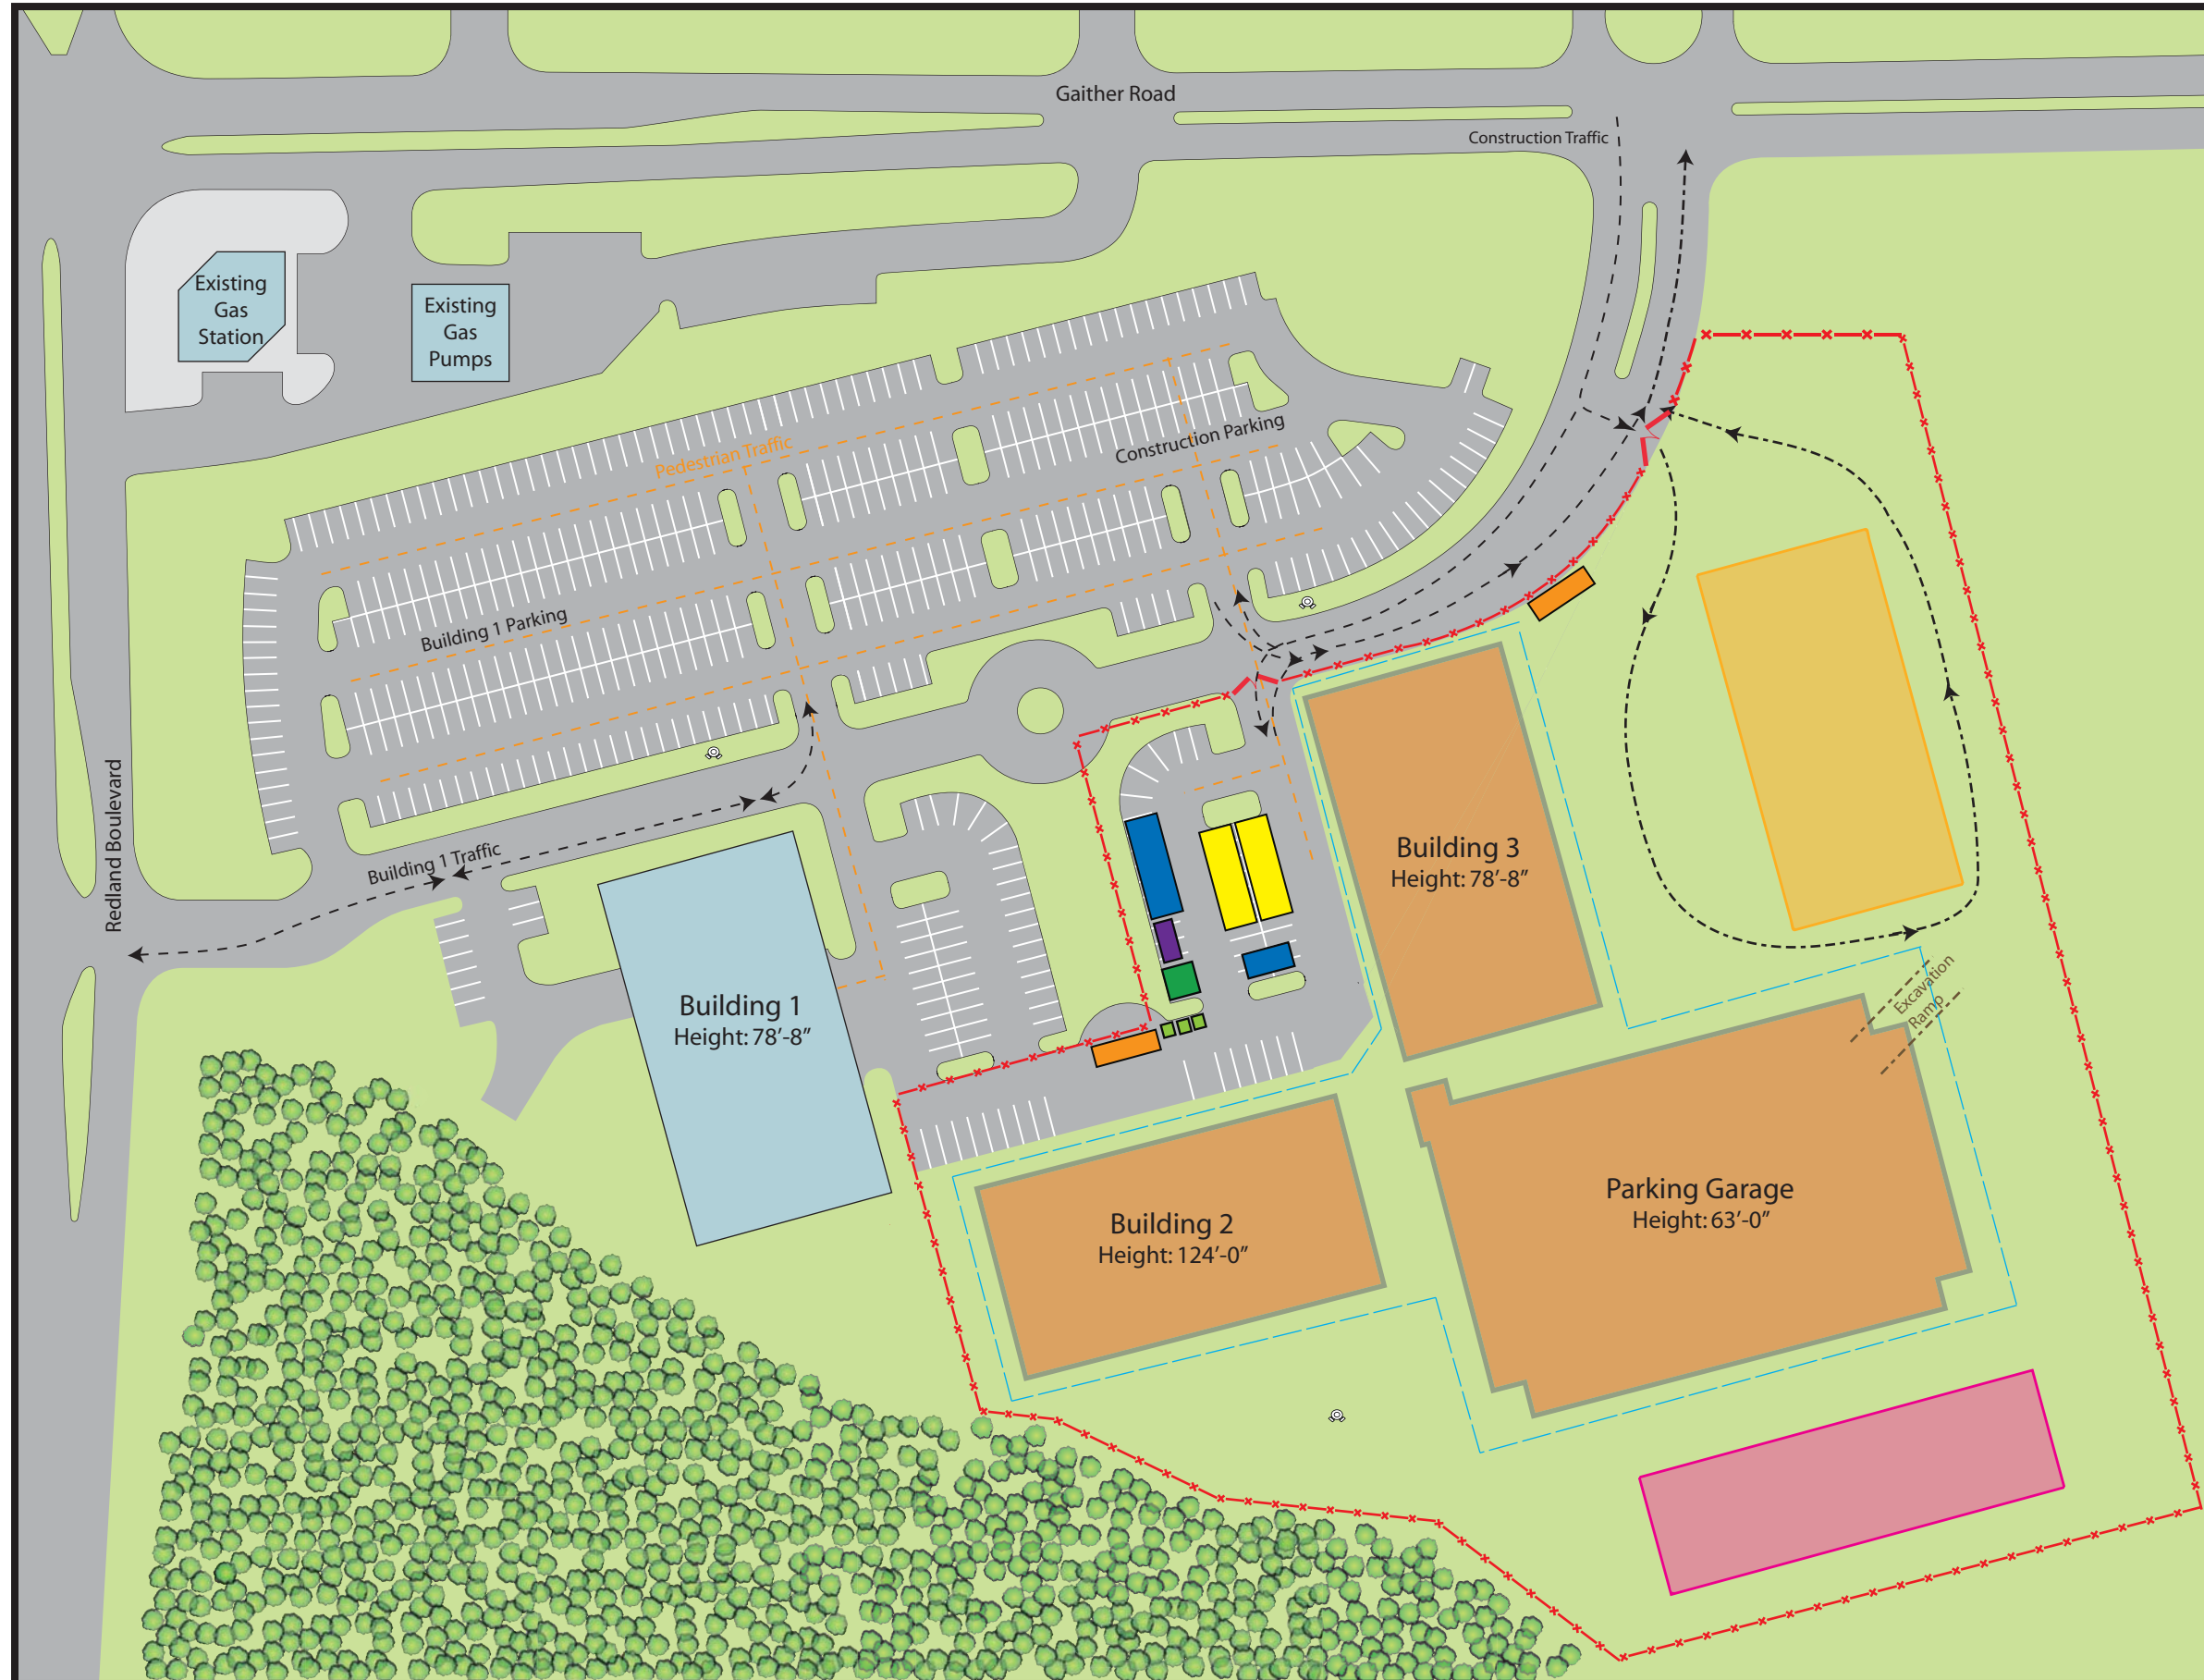 Gaither Road
Construction Traffic
Existing
Gas
Station
Existing
Gas
Pumps
Pedestrian Traffic
Construction Parking
Building 1 Parking
Redland Boulevard
Building 1 Traffic
Building 3
Height: 78’-8”
Building 1
Height: 78’-8”
Excavation
Ramp
Parking Garage
Height: 63’-0”
Building 2
Height: 124’-0”